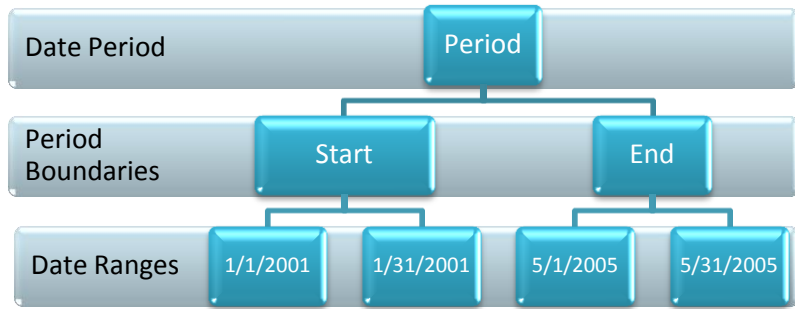 Date Period
Period
Period
Boundaries
Start
End
Date Ranges
1/1/2001
1/31/2001
5/1/2005
5/31/2005